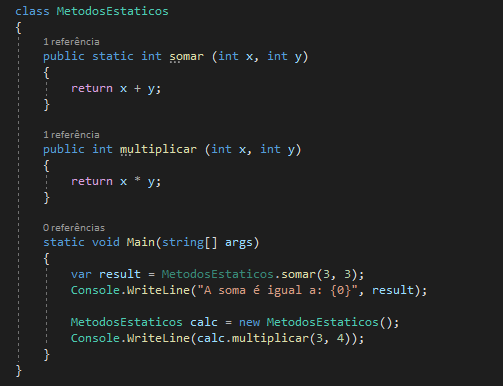 class MetodosEstaticos
{
1 referência
public static int somar (int x, int y)
{
return x + y;
}
1 referência
public int multiplicar (int x, int y)
{
return x * y;
}
0 referências
static void Main(string[] args)
{
var result = MetodosEstaticos.somar(3, 3);
Console.WriteLine("A soma é igual a: {0}", result);
MetodosEstaticos calc = new MetodosEstaticos();
Console.WriteLine(calc.multiplicar(3, 4));
}
}